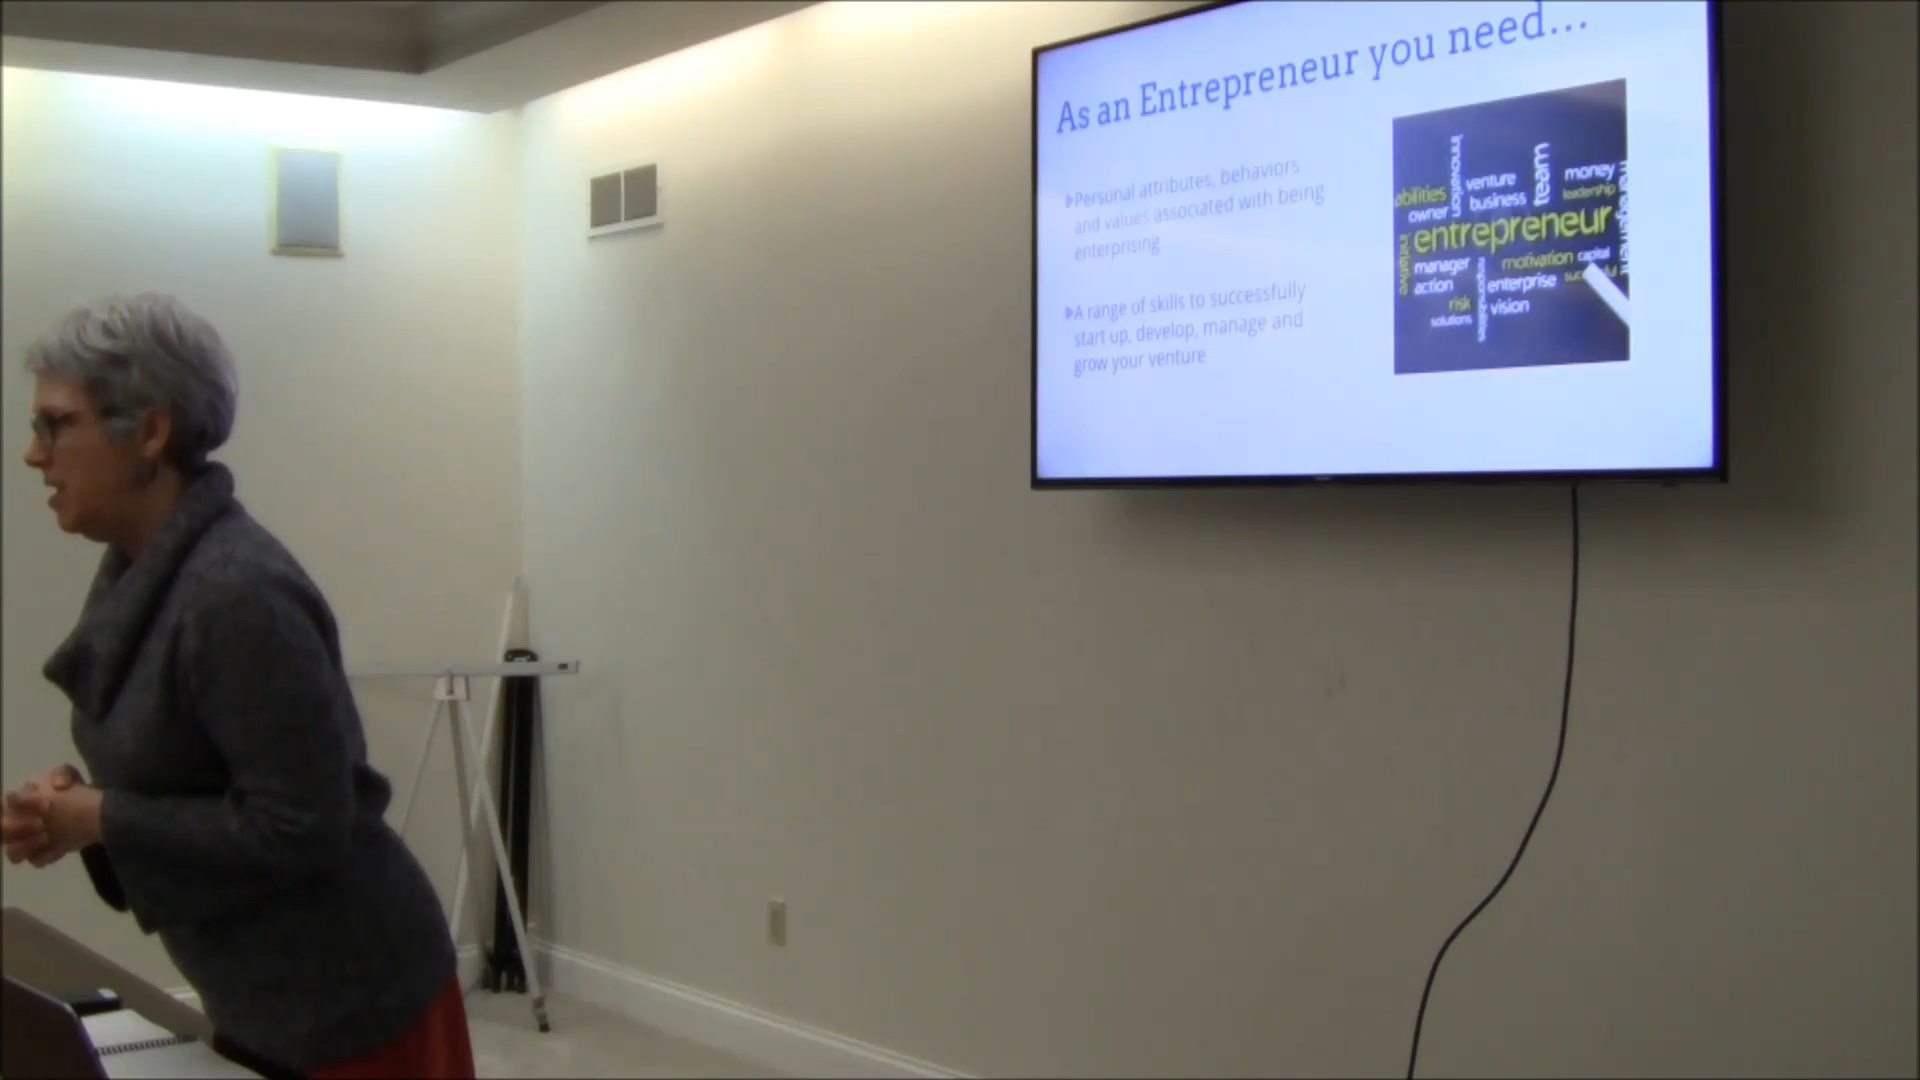 As an Entrepreneur you need...
▶Personal attributes, behaviors
and values associated with being
enterprising
▶A range of skills to successfully
start up, develop, manage and
grow your venture
innovation
team
abilities
venture
money
owner
business
leadership
entrepreneur
management
initiative
manager
motivation
capital
action
responsibilities
enterprise
risk
vision
solutions